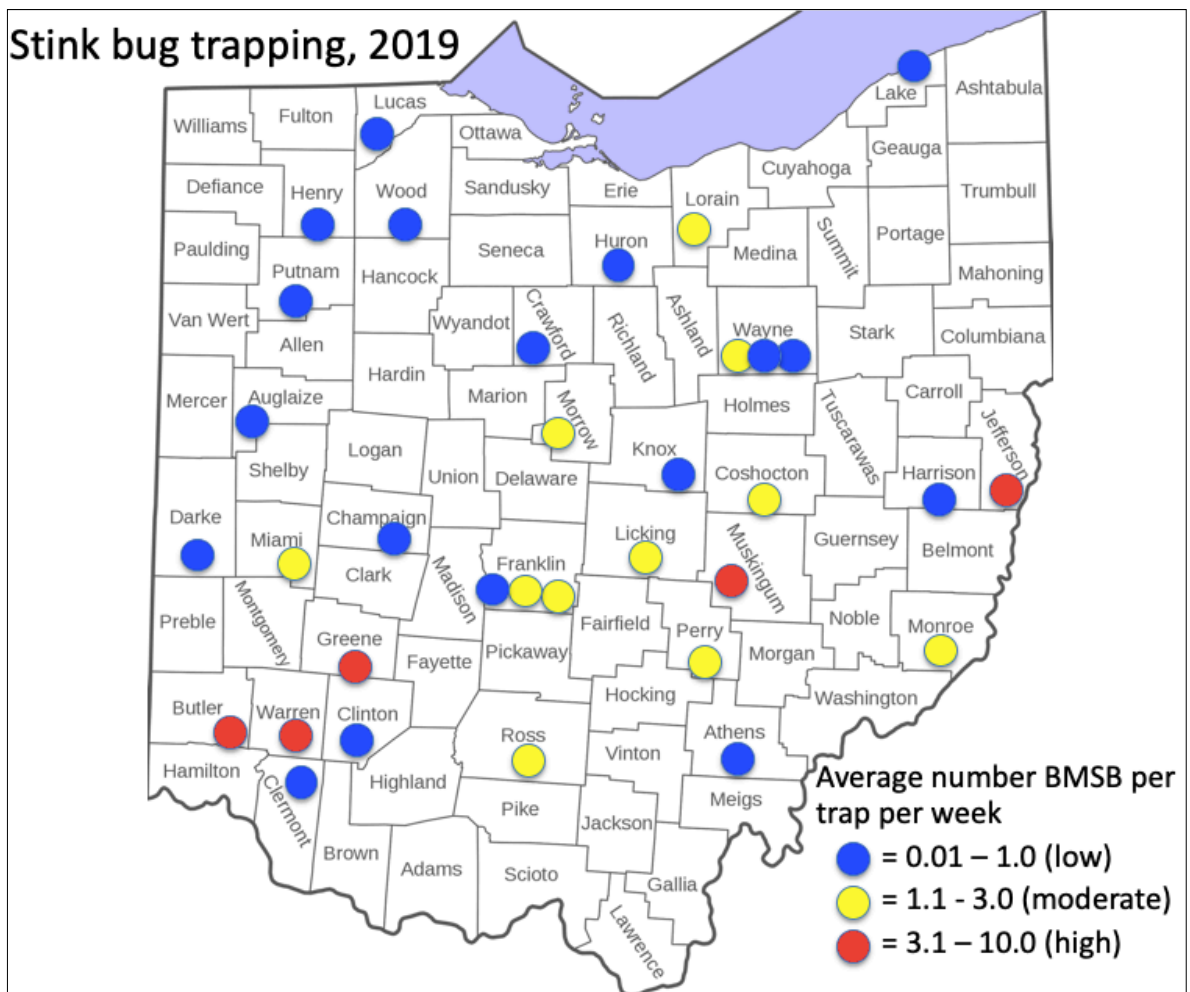 Stink bug trapping, 2019
Lake
Ashtabula
Williams
Fulton
Lucas
Ottawa
Geauga
Cuyahoga
Defiance
Henry
Wood
Sandusky
Erie
Lorain
Trumbull
Paulding
Seneca
Huron
Medina
Summit
Portage
Putnam
Hancock
Mahoning
Van Wert
Allen
Wyandot
Crawford
Richland
Ashland
Wayne
Stark
Columbiana
Mercer
Auglaize
Hardin
Marion
Morrow
Holmes
Tuscarawas
Carroll
Jefferson
Logan
Knox
Shelby
Union
Delaware
Coshocton
Harrison
Darke
Champaign
Miami
Clark
Madison
Franklin
Licking
Muskingum
Guernsey
Belmont
Preble
Montgomery
Greene
Fayette
Pickaway
Fairfield
Perry
Morgan
Noble
Monroe
Butler
Warren
Clinton
Ross
Hocking
Athens
Washington
Hamilton
Clermont
Highland
Vinton
Meigs
Pike
Jackson
Brown
Adams
Scioto
Gallia
Lawrence
Average number BMSB per
trap per week
= 0.01 – 1.0 (low)
= 1.1 - 3.0 (moderate)
= 3.1 – 10.0 (high)